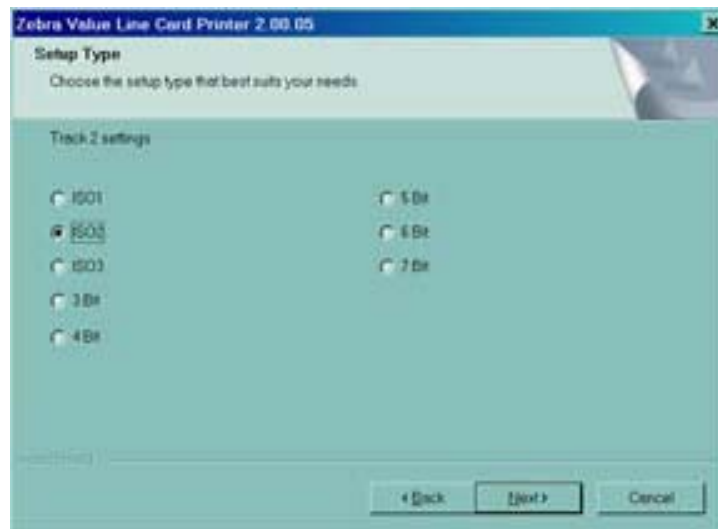 Zebra Value Line Card Printer 2.00.05
Setup Type
Choose the setup type that best suits your needs
Track 2 settings
ISO1
ISO2
ISO3
3 Bit
4 Bit
5 Bit
6 Bit
7 Bit
< Back
Next >
Cancel